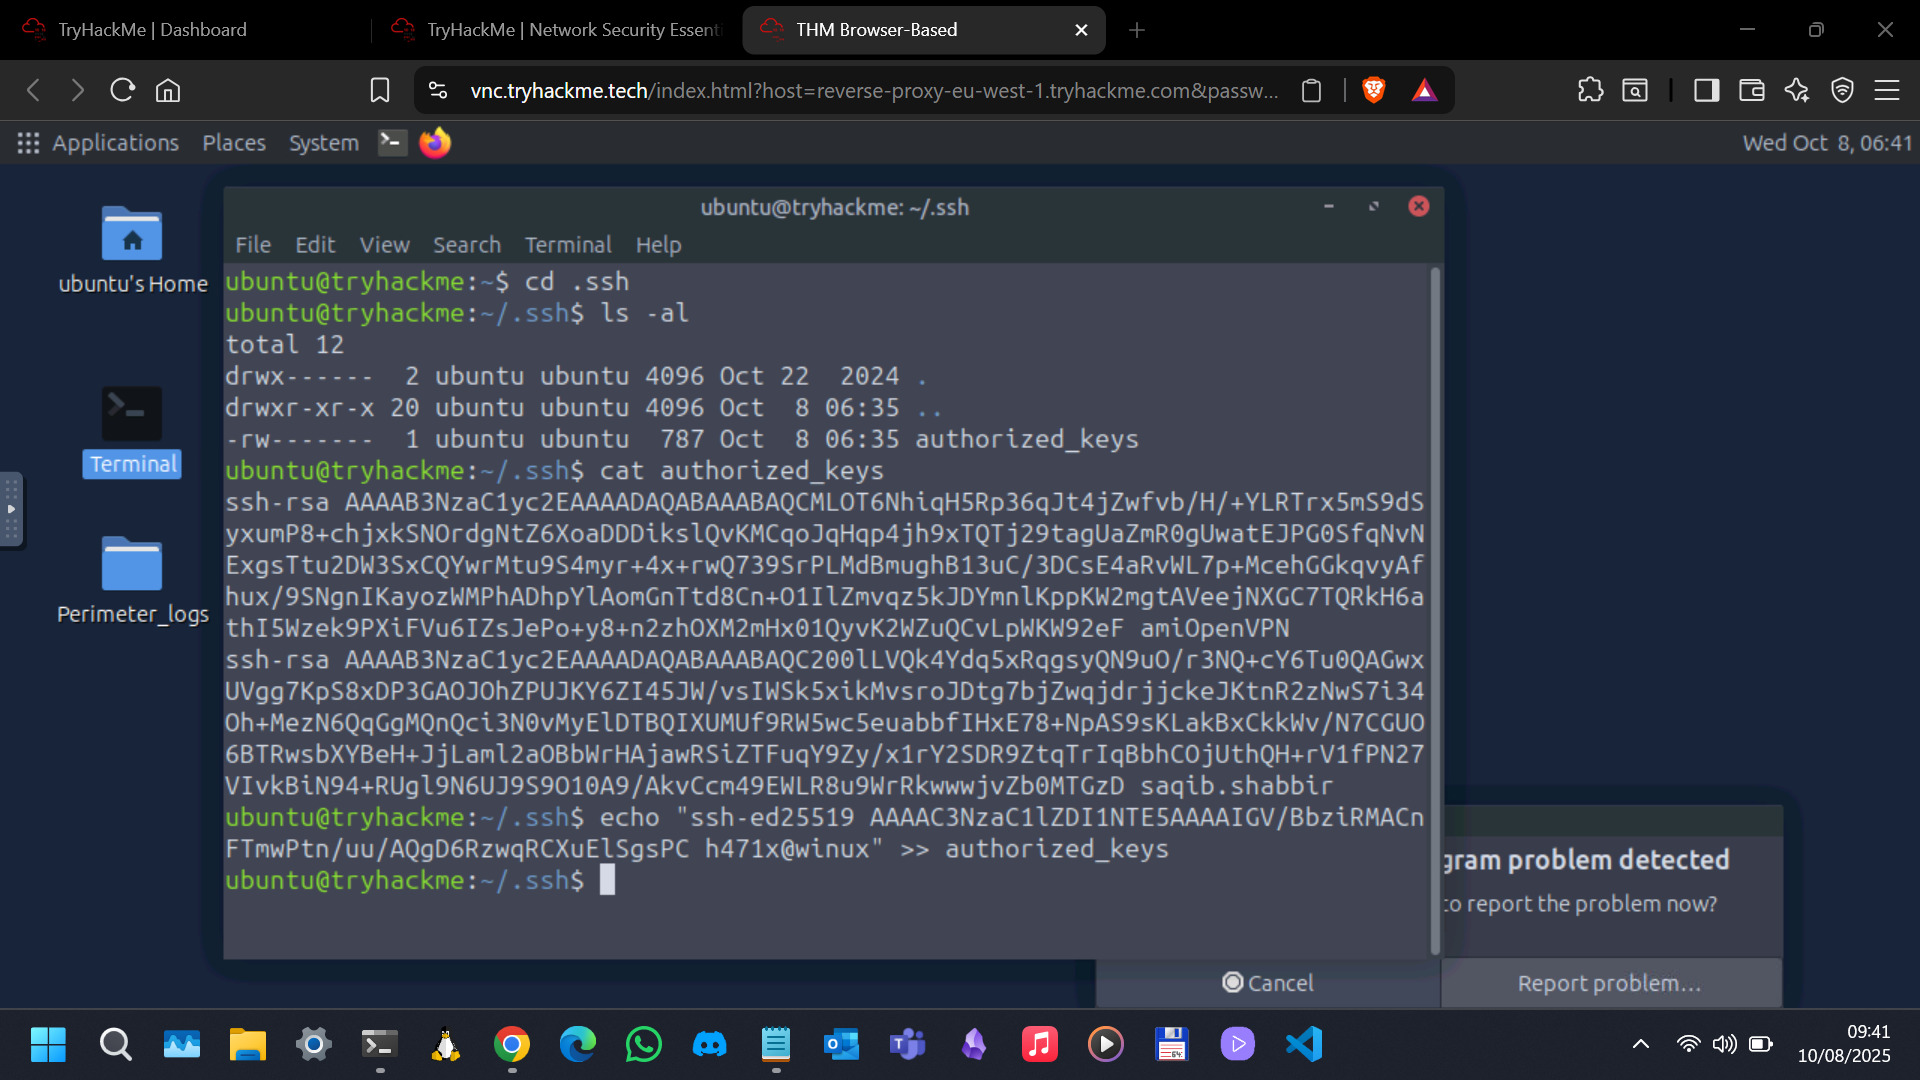 TryHackMe | Dashboard
TryHackMe | Network Security Essenti
THM Browser-Based
vnc.tryhackme.tech/index.html?host=reverse-proxy-eu-west-1.tryhackme.com&passw...
Applications Places System
Wed Oct 8, 06:41
ubuntu's Home
Terminal
Perimeter_logs
ubuntu@tryhackme: ~/.ssh
File Edit View Search Terminal Help
ubuntu@tryhackme:~$ cd .ssh
ubuntu@tryhackme:~/.ssh$ ls -al
total 12
drwx------  2 ubuntu ubuntu 4096 Oct 22  2024 .
drwxr-xr-x 20 ubuntu ubuntu 4096 Oct  8 06:35 ..
-rw-------  1 ubuntu ubuntu  787 Oct  8 06:35 authorized_keys
ubuntu@tryhackme:~/.ssh$ cat authorized_keys
ssh-rsa AAAAB3NzaC1yc2EAAAADAQABAAABAQCMLOT6NhiqH5Rp36qJt4jZwfvb/H/+YLRTrx5mS9dS
yxumP8+chjxkSNOrdgNtZ6XoaDDDikslQvKMCqoJqHqp4jh9xTQTj29tagUaZmR0gUwatEJPG0SfqNvN
ExgsTtu2DW3SxCQYwrMtu9S4myr+4x+rwQ739SrPLMdBmughB13uC/3DCsE4aRvWL7p+McehGGkqvyAf
hux/9SNgnIKayozWMPhADhpYlAomGnTtd8Cn+O1IlZmvqz5kJDYmnlKppKW2mgtAVeejNXGC7TQRkH6a
thI5Wzek9PXiFVu6IZsJePo+y8+n2zhOXM2mHx01QyvK2WZuQCvLpWKW92eF amiOpenVPN
ssh-rsa AAAAB3NzaC1yc2EAAAADAQABAAABAQC200lLVQk4Ydq5xRqgsyQN9uO/r3NQ+cY6Tu0QAGwx
UVgg7KpS8xDP3GAOJOhZPUJKY6ZI45JW/vsIWSk5xikMvsroJDtg7bjZwqjdrjjckeJKtnR2zNwS7i34
Oh+MezN6QqGgMQnQci3N0vMyElDTBQIXUMUf9RW5wc5euabbfIHxE78+NpAS9sKLakBxCkkWv/N7CGUO
6BTRwsbXYBeH+JjLaml2aOBbWrHAjawRSiZTFuqY9Zy/x1rY2SDR9ZtqTrIqBbhCOjUthQH+rV1fPN27
VIvkBiN94+RUgl9N6UJ9S9O10A9/AkvCcm49EWLR8u9WrRkwwwjvZb0MTGzD saqib.shabbir
ubuntu@tryhackme:~/.ssh$ echo "ssh-ed25519 AAAAC3NzaC1lZDI1NTE5AAAAIGV/BbziRMACn
FTmwPtn/uu/AQgD6RzwqRCXuElSgsPC h471x@winux" >> authorized_keys
ubuntu@tryhackme:~/.ssh$
gram problem detected
to report the problem now?
Cancel
Report problem…
09:41
10/08/2025